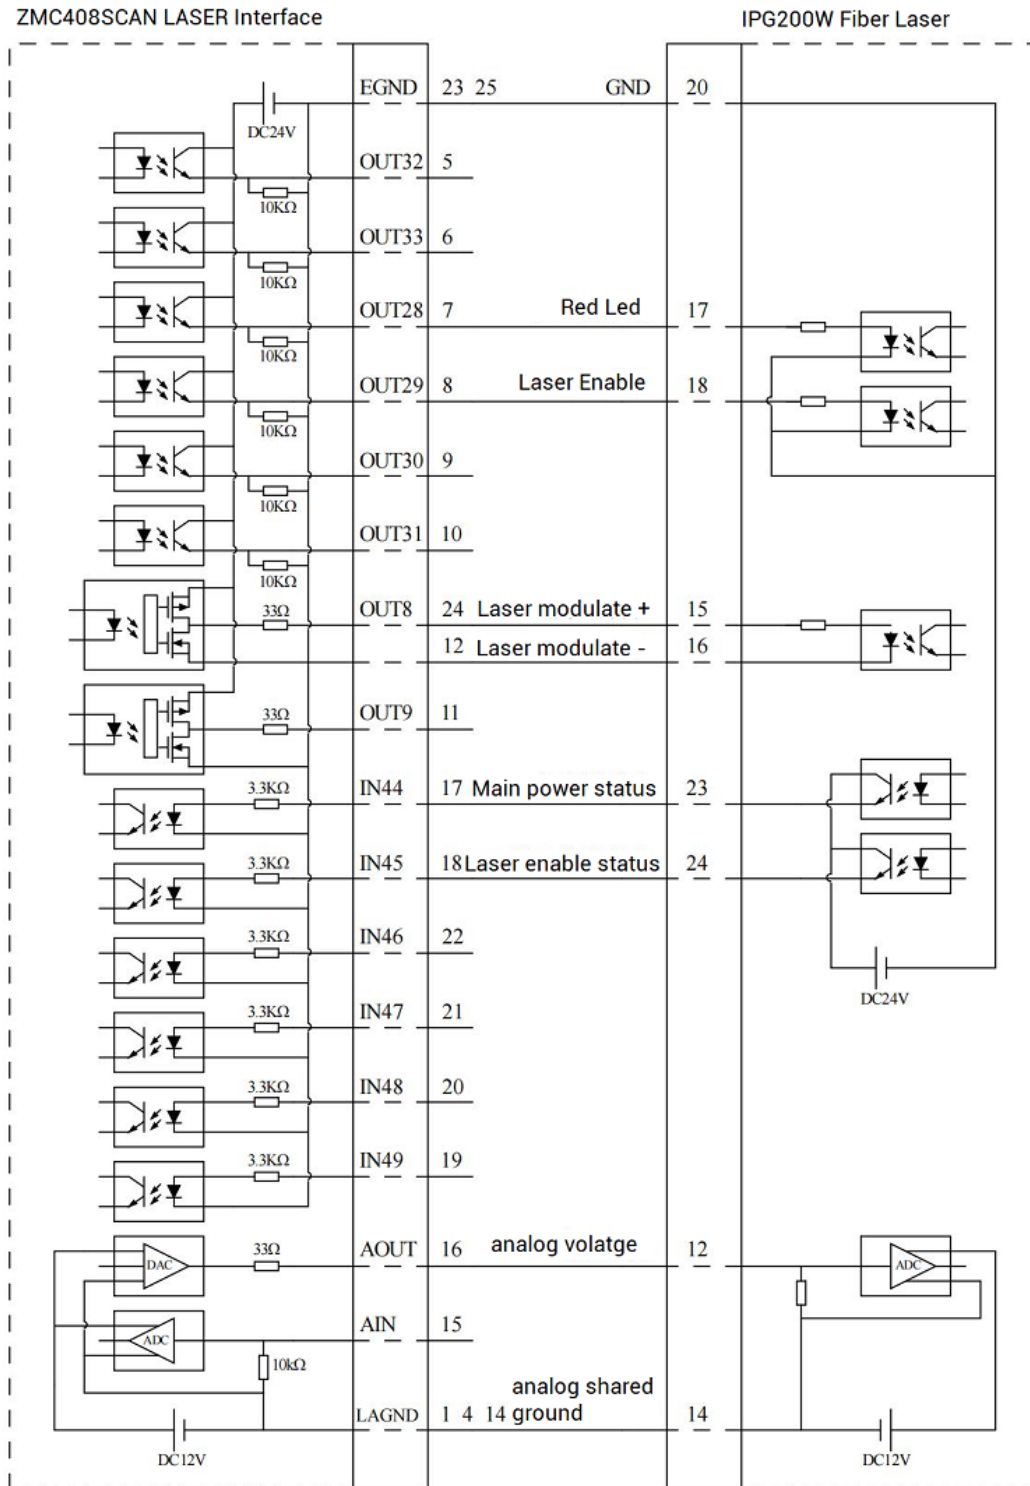 ZMC408SCAN LASER Interface
IPG200W Fiber Laser
EGND 23 25 GND 20
DC24V
OUT32 5
10KΩ
OUT33 6
10KΩ
OUT28 7 Red Led 17
10KΩ
OUT29 8 Laser Enable 18
10KΩ
OUT30 9
10KΩ
OUT31 10
10KΩ
33Ω OUT8 24 Laser modulate + 15
12 Laser modulate - 16
33Ω OUT9 11
3.3KΩ IN44 17 Main power status 23
3.3KΩ IN45 18 Laser enable status 24
3.3KΩ IN46 22
DC24V
3.3KΩ IN47 21
3.3KΩ IN48 20
3.3KΩ IN49 19
DAC 33Ω AOUT 16 analog volatge 12 ADC
ADC AIN 15
10kΩ
LAGND 1 4 14 analog shared ground 14
DC12V DC12V